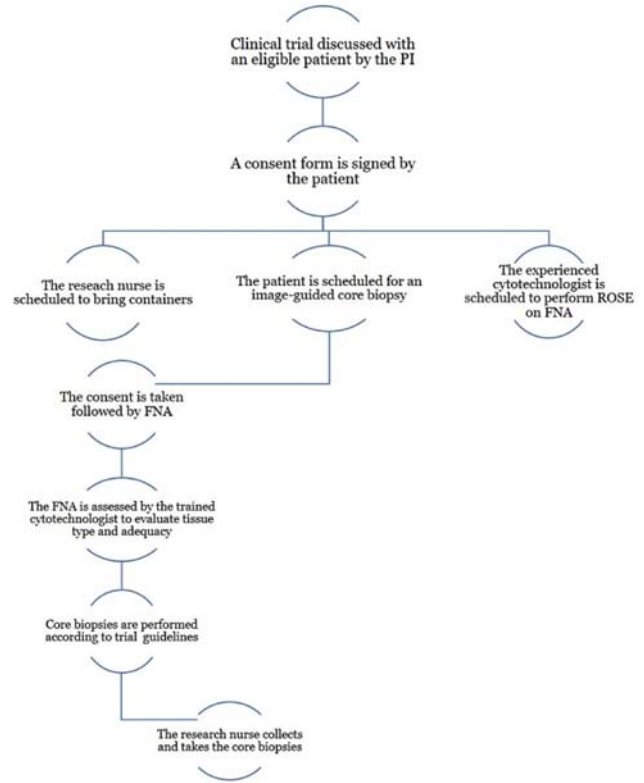 Clinical trial discussed with
an eligible patient by the PI
A consent form is signed by
the patient
The reseach nurse is
scheduled to bring containers
The patient is scheduled for an
image-guided core biopsy
The experienced
cytotechnologist is
scheduled to perform ROSE
on FNA
The consent is taken
followed by FNA
The FNA is assessed by the trained
cytotechnologist to evaluate tissue
type and adequacy
Core biopsies are performed
according to trial guidelines
The research nurse collects
and takes the core biopsies